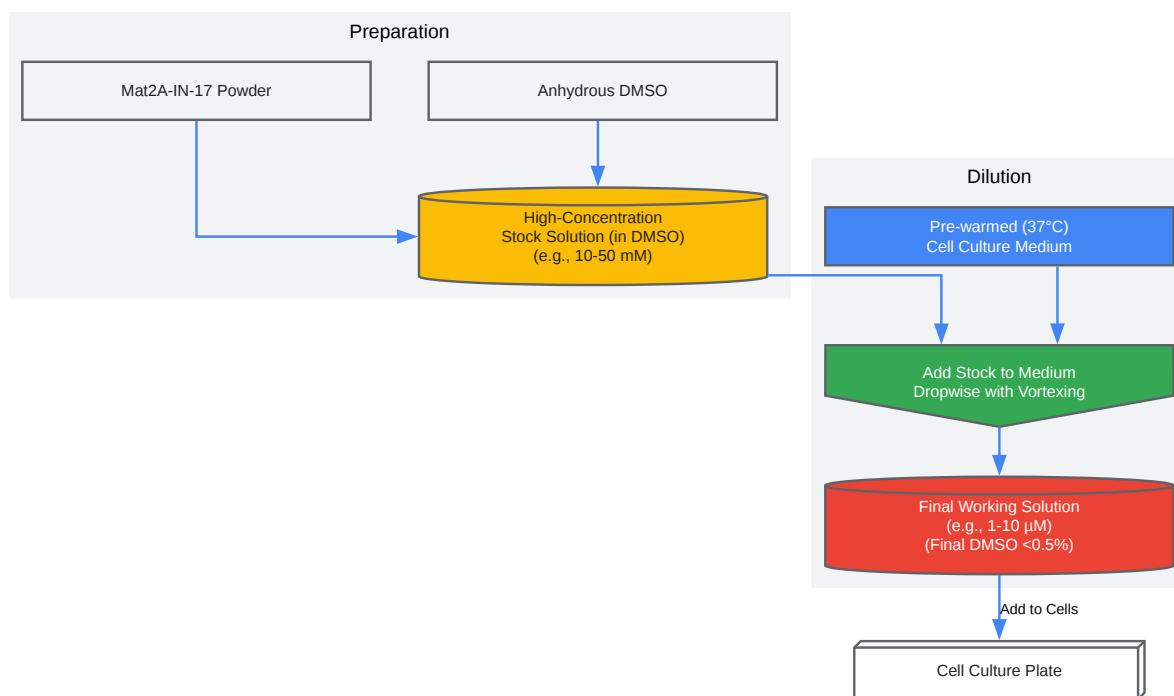 Preparation
Mat2A-IN-17 Powder
Anhydrous DMSO
High-Concentration
Stock Solution (in DMSO)
(e.g., 10-50 mM)
Dilution
Pre-warmed (37°C)
Cell Culture Medium
Add Stock to Medium
Dropwise with Vortexing
Final Working Solution
(e.g., 1-10 µM)
(Final DMSO <0.5%)
Add to Cells
Cell Culture Plate